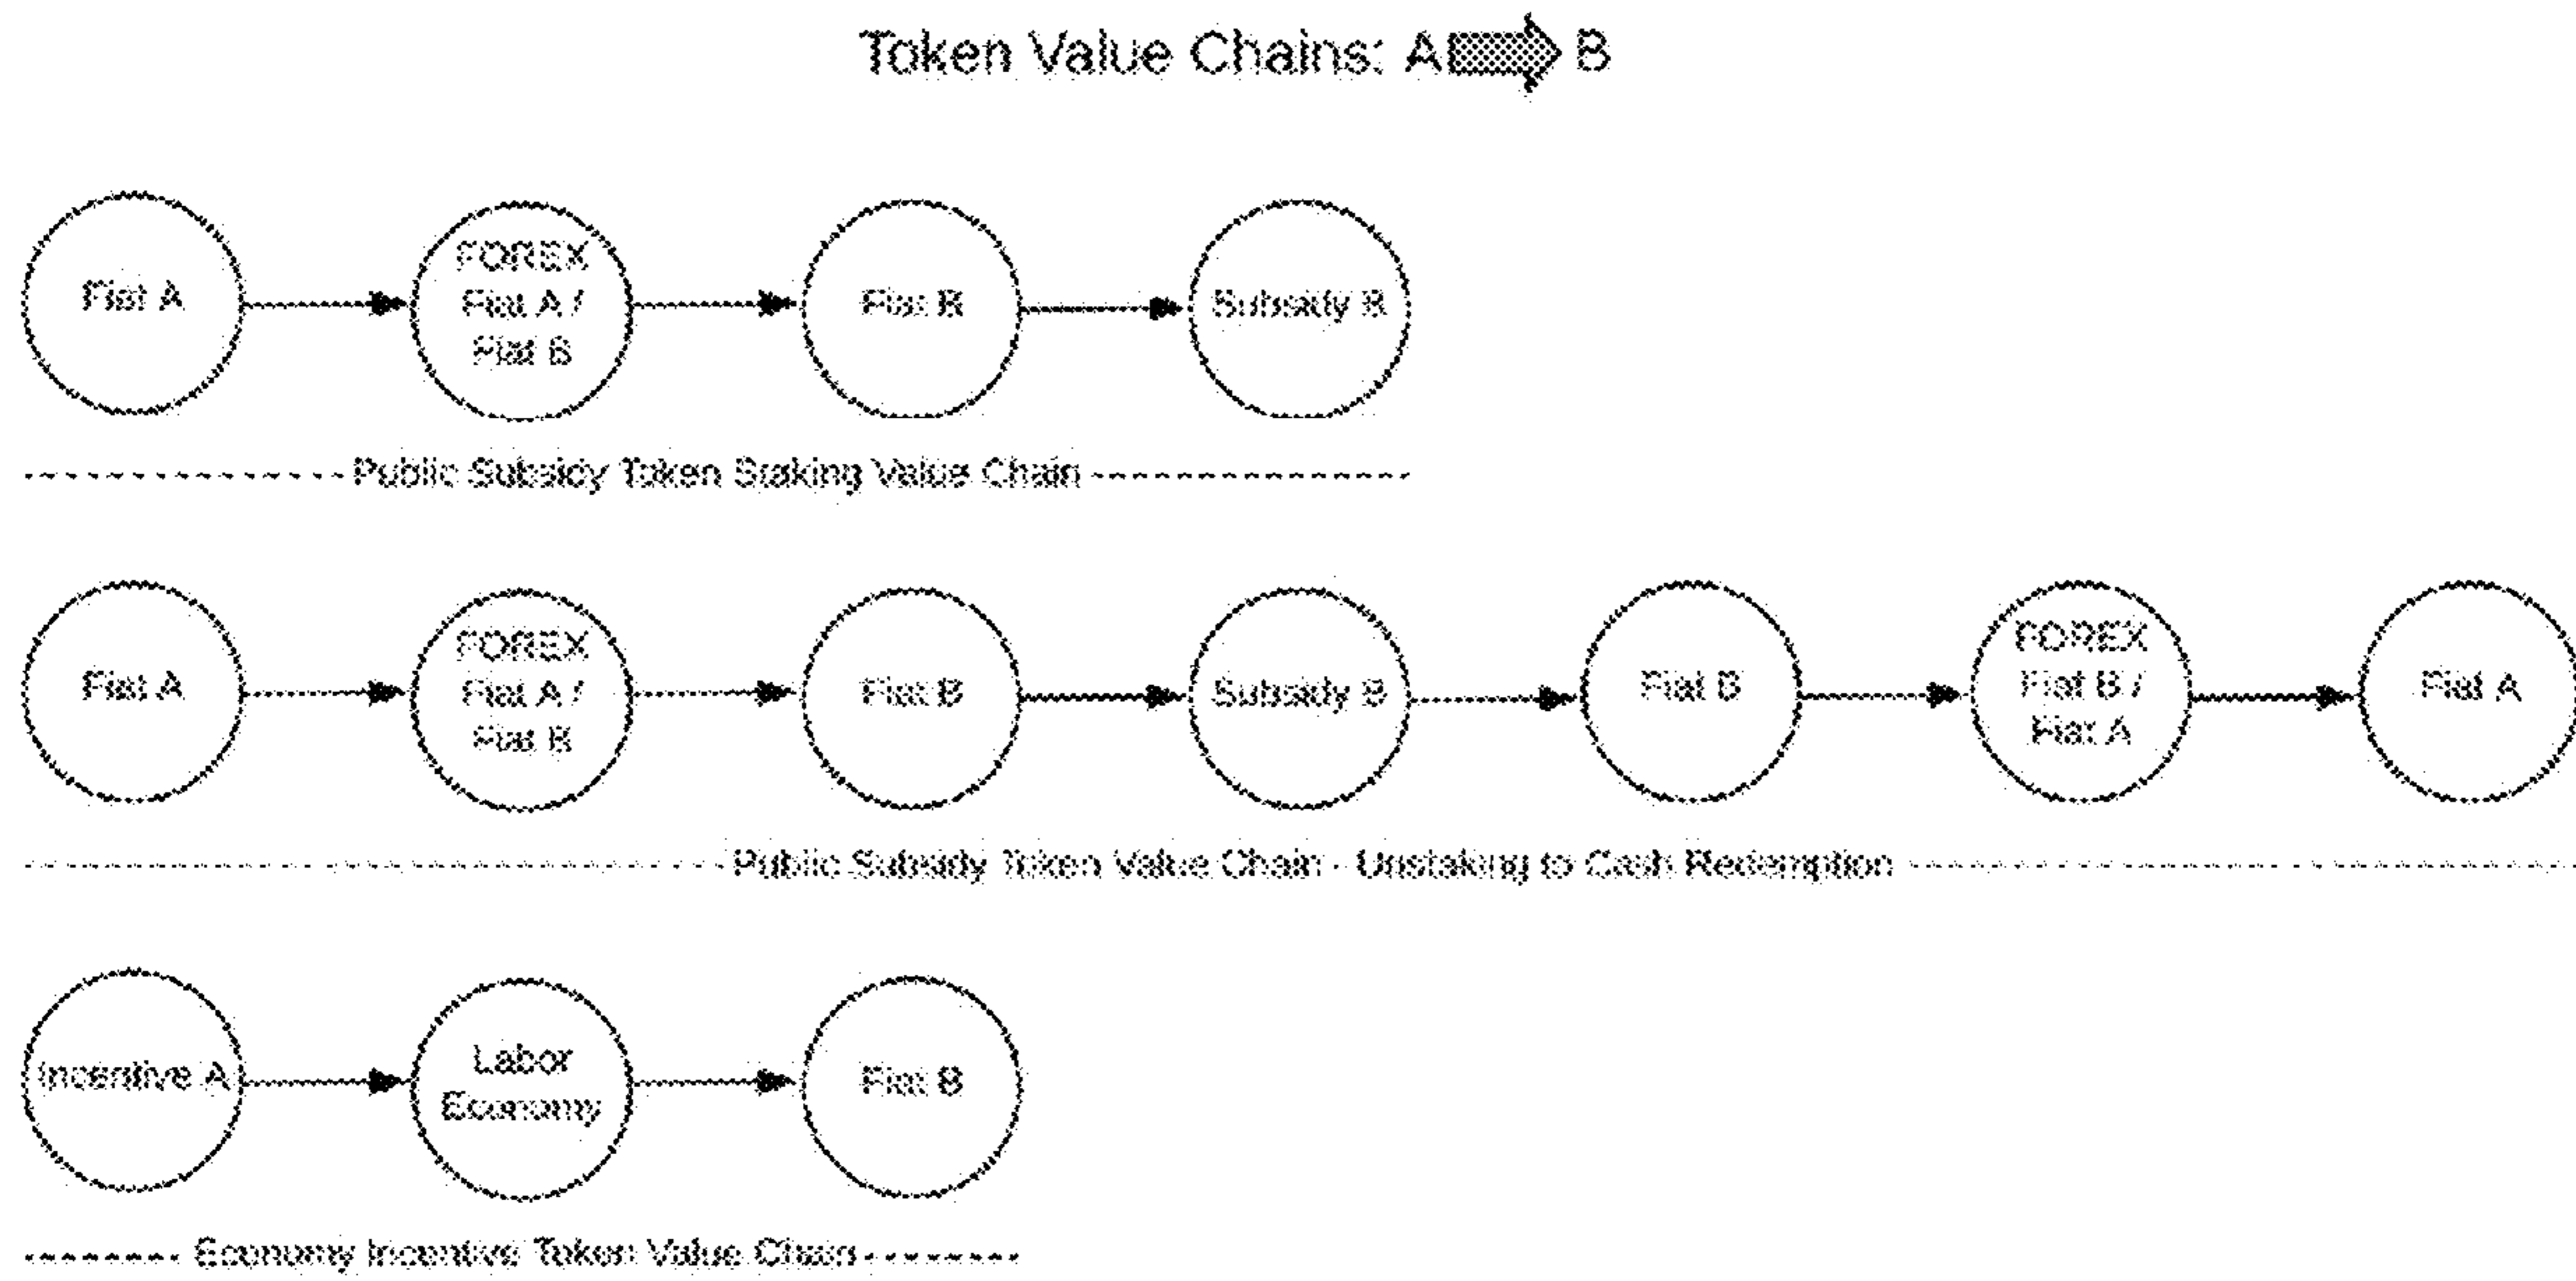 Token Value Chains: A B
Fiat A
FOREX
Fiat A /
Fiat B
Fiat B
Subsidy B
Public Subsidy Token Staking Value Chain
Fiat A
FOREX
Fiat A /
Fiat B
Fiat B
Subsidy B
Fiat B
FOREX
Fiat B /
Fiat A
Fiat A
Public Subsidy Token Value Chain - Unstaking to Cash Redemption
Incentive A
Labor
Economy
Fiat B
Economy Incentive Token Value Chain